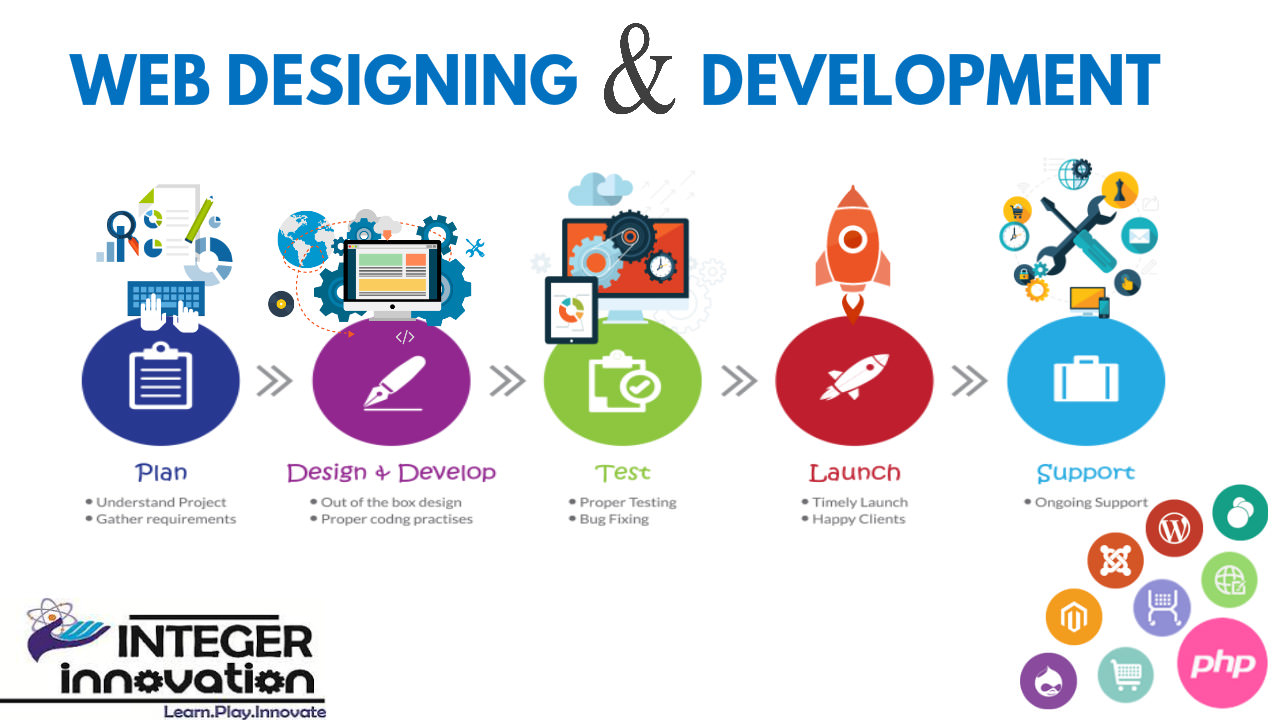 WEB DESIGNING & DEVELOPMENT
</>
Plan
• Understand Project
• Gather requirements
Design & Develop
• Out of the box design
• Proper codng practises
Test
• Proper Testing
• Bug Fixing
Launch
• Timely Launch
• Happy Clients
Support
• Ongoing Support
php
INTEGER
innovation
Learn.Play.Innovate